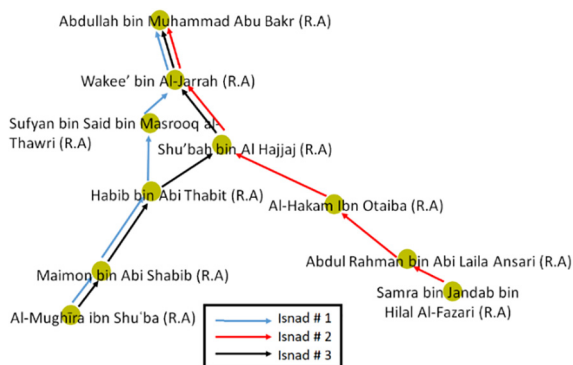 Abdullah bin Muhammad Abu Bakr (R.A)
Wakee' bin Al-Jarrah (R.A)
Sufyan bin Said bin Masrooq al-
Thawri (R.A)
Shu'bah bin Al Hajjaj (R.A)
Habib bin Abi Thabit (R.A)
Al-Hakam Ibn Otaiba (R.A)
Abdul Rahman bin Abi Laila Ansari (R.A)
Maimon bin Abi Shabib (R.A)
Samra bin Jandab bin
Hilal Al-Fazari (R.A)
Al-Mughīra ibn Shu'ba (R.A)
Isnad # 1
Isnad # 2
Isnad # 3